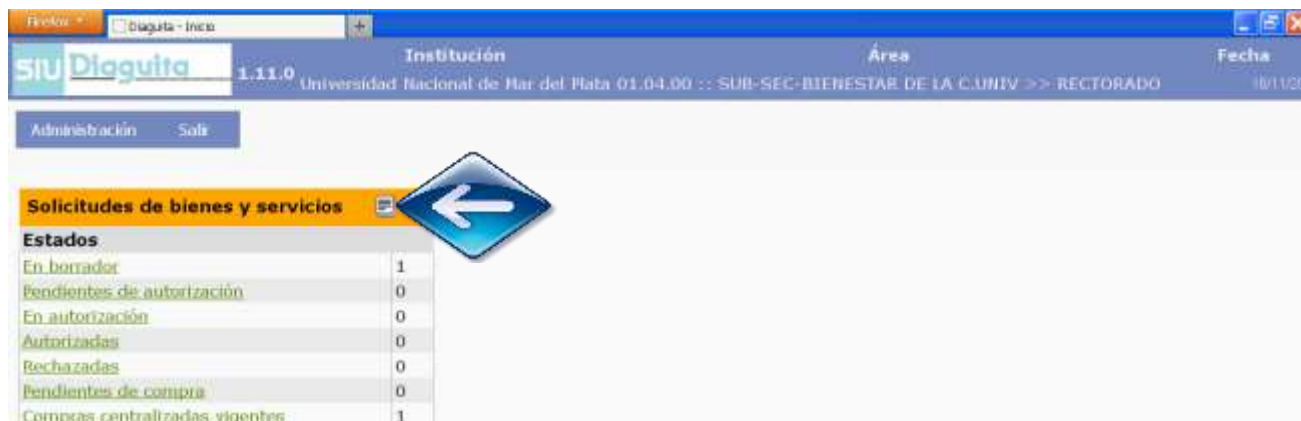 Firefox
Diaguita - Inicio
SIU Diaguita 1.11.0
Institución Área Fecha
Universidad Nacional de Mar del Plata 01.04.00 :: SUB-SEC-BIENESTAR DE LA C.UNIV >> RECTORADO
Administración Salir
Solicitudes de bienes y servicios
Estados
En borrador 1
Pendientes de autorización 0
En autorización 0
Autorizadas 0
Rechazadas 0
Pendientes de compra 0
Compras centralizadas vigentes 1